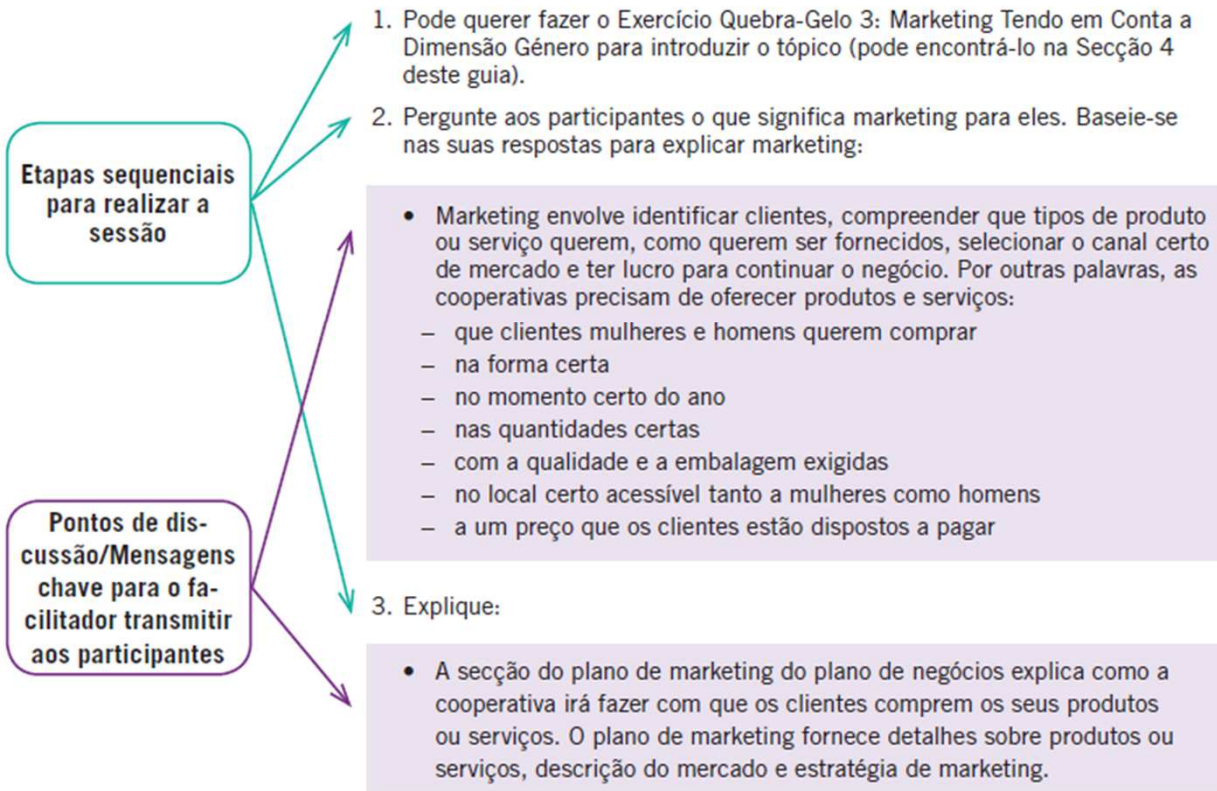 1. Pode querer fazer o Exercício Quebra-Gelo 3: Marketing Tendo em Conta a
Dimensão Género para introduzir o tópico (pode encontrá-lo na Secção 4
deste guia).
2. Pergunte aos participantes o que significa marketing para eles. Baseie-se
nas suas respostas para explicar marketing:
Etapas sequenciais
para realizar a
sessão
• Marketing envolve identificar clientes, compreender que tipos de produto
ou serviço querem, como querem ser fornecidos, selecionar o canal certo
de mercado e ter lucro para continuar o negócio. Por outras palavras, as
cooperativas precisam de oferecer produtos e serviços:
– que clientes mulheres e homens querem comprar
– na forma certa
– no momento certo do ano
– nas quantidades certas
– com a qualidade e a embalagem exigidas
– no local certo acessível tanto a mulheres como homens
– a um preço que os clientes estão dispostos a pagar
Pontos de dis-
cussão/Mensagens
chave para o fa-
cilitador transmitir
aos participantes
3. Explique:
• A secção do plano de marketing do plano de negócios explica como a
cooperativa irá fazer com que os clientes comprem os seus produtos
ou serviços. O plano de marketing fornece detalhes sobre produtos ou
serviços, descrição do mercado e estratégia de marketing.